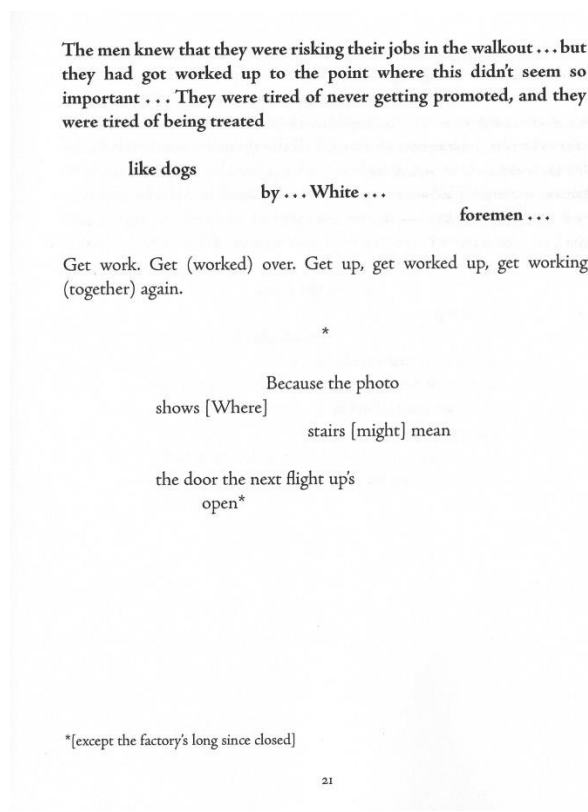 The men knew that they were risking their jobs in the walkout . . . but
they had got worked up to the point where this didn't seem so
important . . . They were tired of never getting promoted, and they
were tired of being treated
like dogs
by . . . White . . .
foremen . . .
Get work. Get (worked) over. Get up, get worked up, get working
(together) again.
*
Because the photo
shows [Where]
stairs [might] mean
the door the next flight up's
open*
*[except the factory's long since closed]
21